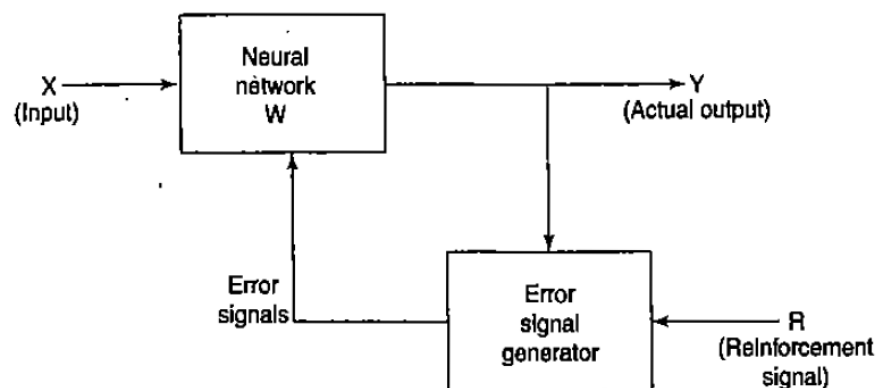 Neural
network
W
X
(Input)
Y
(Actual output)
Error
signals
Error
signal
generator
R
(Reinforcement
signal)